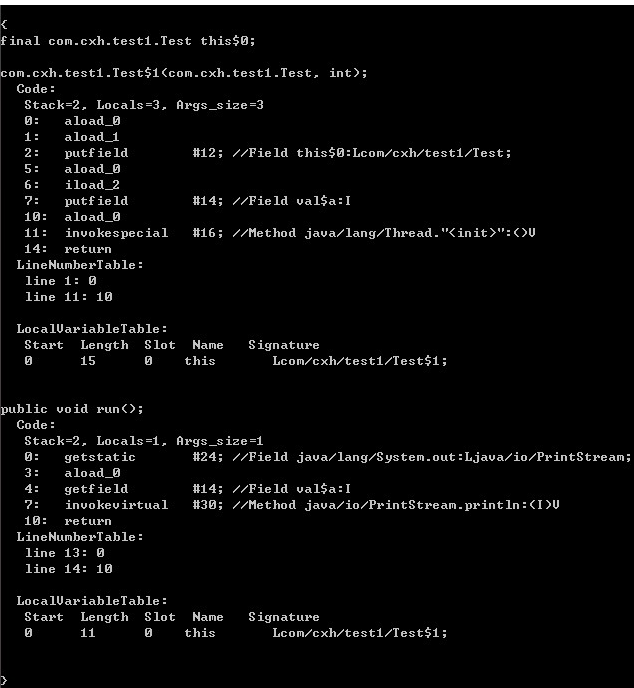 {
final com.cxh.test1.Test this$0;
com.cxh.test1.Test$1(com.cxh.test1.Test, int);
Code:
Stack=2, Locals=3, Args_size=3
0: aload_0
1: aload_1
2: putfield #12; //Field this$0:Lcom/cxh/test1/Test;
5: aload_0
6: iload_2
7: putfield #14; //Field val$a:I
10: aload_0
11: invokespecial #16; //Method java/lang/Thread."<init>":()V
14: return
LineNumberTable:
line 1: 0
line 11: 10
LocalVariableTable:
Start Length Slot Name Signature
0 15 0 this Lcom/cxh/test1/Test$1;
public void run();
Code:
Stack=2, Locals=1, Args_size=1
0: getstatic #24; //Field java/lang/System.out:Ljava/io/PrintStream;
3: aload_0
4: getfield #14; //Field val$a:I
7: invokevirtual #30; //Method java/io/PrintStream.println:(I)V
10: return
LineNumberTable:
line 13: 0
line 14: 10
LocalVariableTable:
Start Length Slot Name Signature
0 11 0 this Lcom/cxh/test1/Test$1;
}